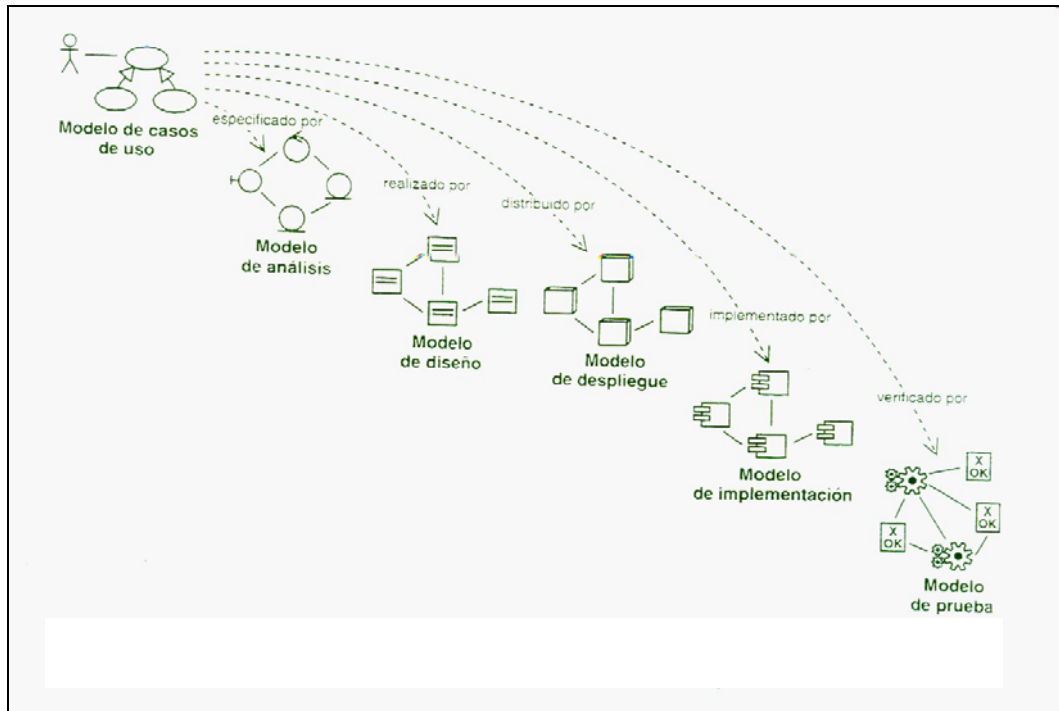 Modelo de casos
de uso
especificado por
Modelo
de análisis
realizado por
Modelo
de diseño
distribuido por
Modelo
de despliegue
implementado por
Modelo
de implementación
verificado por
X
OK
X
OK
X
OK
Modelo
de prueba